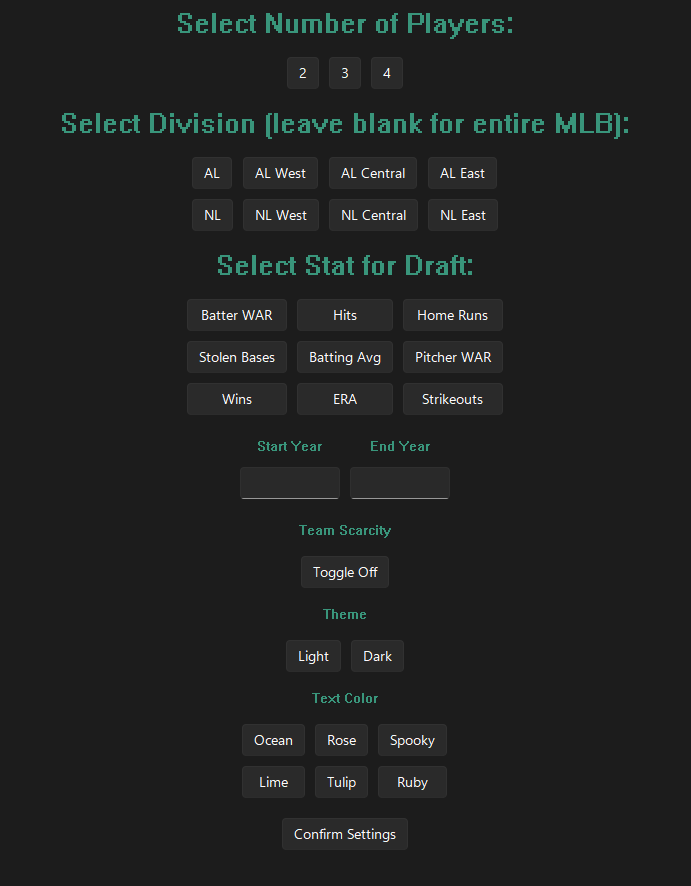 Select Number of Players:
2 3 4
Select Division (leave blank for entire MLB):
AL AL West AL Central AL East
NL NL West NL Central NL East
Select Stat for Draft:
Batter WAR Hits Home Runs
Stolen Bases Batting Avg Pitcher WAR
Wins ERA Strikeouts
Start Year End Year
Team Scarcity
Toggle Off
Theme
Light Dark
Text Color
Ocean Rose Spooky
Lime Tulip Ruby
Confirm Settings